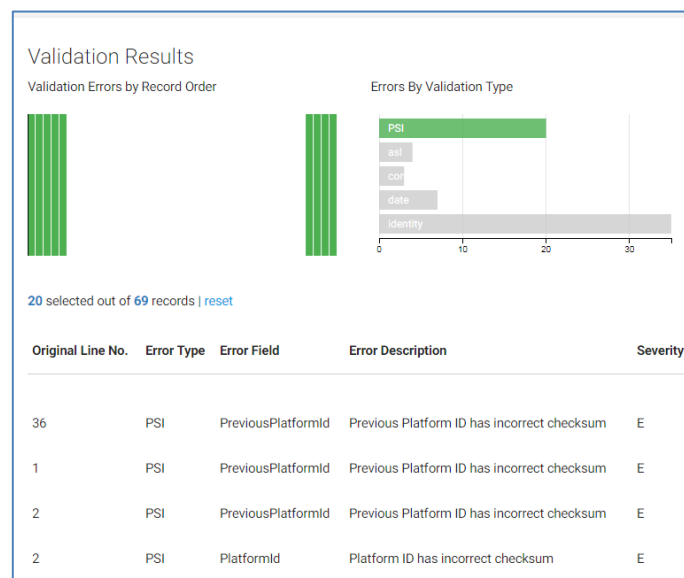 Validation Results
Validation Errors by Record Order
Errors By Validation Type
PSI
asl
cor
date
identity
0 10 20 30
20 selected out of 69 records | reset
Original Line No. Error Type Error Field Error Description Severity
36 PSI PreviousPlatformId Previous Platform ID has incorrect checksum E
1 PSI PreviousPlatformId Previous Platform ID has incorrect checksum E
2 PSI PreviousPlatformId Previous Platform ID has incorrect checksum E
2 PSI PlatformId Platform ID has incorrect checksum E